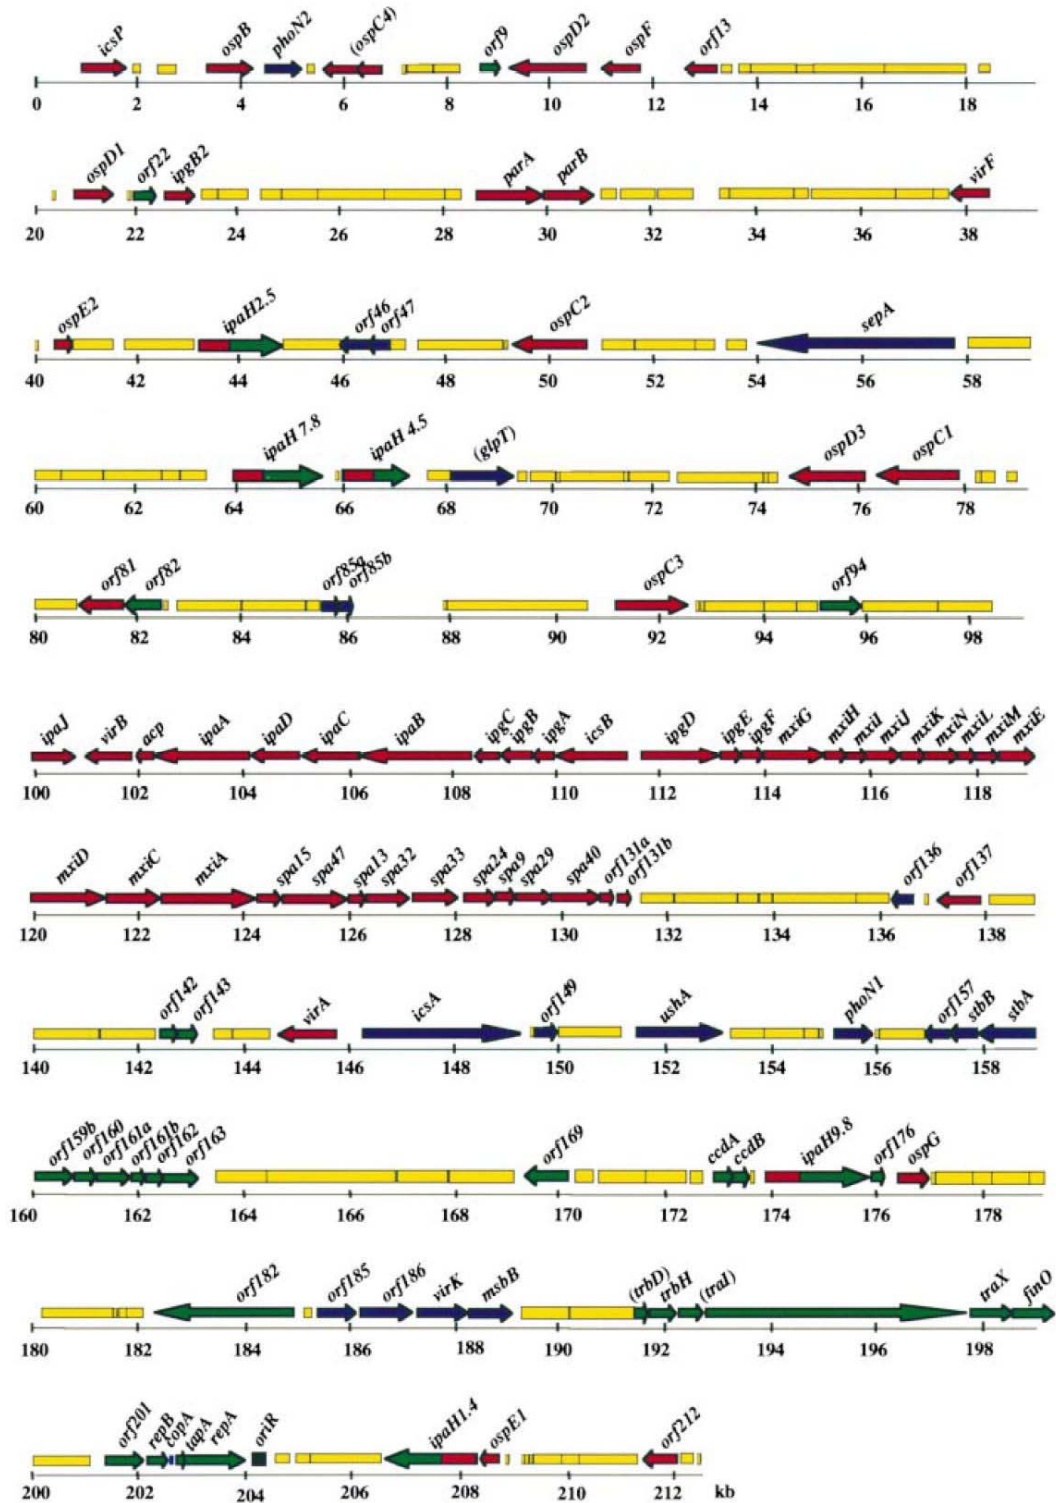 icsP ospB phoN2 (ospC4) orf9 ospD2 ospF orf13
0 2 4 6 8 10 12 14 16 18
ospD1 orf22 ipgB2 parA parB virF
20 22 24 26 28 30 32 34 36 38
ospE2 ipaH2.5 orf46 orf47 ospC2 sepA
40 42 44 46 48 50 52 54 56 58
ipaH 7.8 ipaH 4.5 (glpT) ospD3 ospC1
60 62 64 66 68 70 72 74 76 78
orf81 orf82 orf85a orf85b ospC3 orf94
80 82 84 86 88 90 92 94 96 98
ipaJ virB acp ipaA ipaD ipaC ipaB ipgC ipgB ipgA icsB ipgD ipgE ipgF mxiG mxiH mxiI mxiJ mxiK mxiN mxiL mxiM mxiE
100 102 104 106 108 110 112 114 116 118
mxiD mxiC mxiA spa15 spa47 spa13 spa32 spa33 spa24 spa9 spa29 spa40 orf131a orf131b orf136 orf137
120 122 124 126 128 130 132 134 136 138
orf142 orf143 virA icsA orf149 ushA phoN1 orf157 stbB stbA
140 142 144 146 148 150 152 154 156 158
orf159b orf160 orf161a orf161b orf162 orf163 orf169 ccdA ccdB ipaH9.8 orf176 ospG
160 162 164 166 168 170 172 174 176 178
orf182 orf185 orf186 virK msbB (trbD) trbH (traI) traX finO
180 182 184 186 188 190 192 194 196 198
orf201 repB copA tapA repA oriR ipaH1.4 ospE1 orf212
200 202 204 206 208 210 212 kb